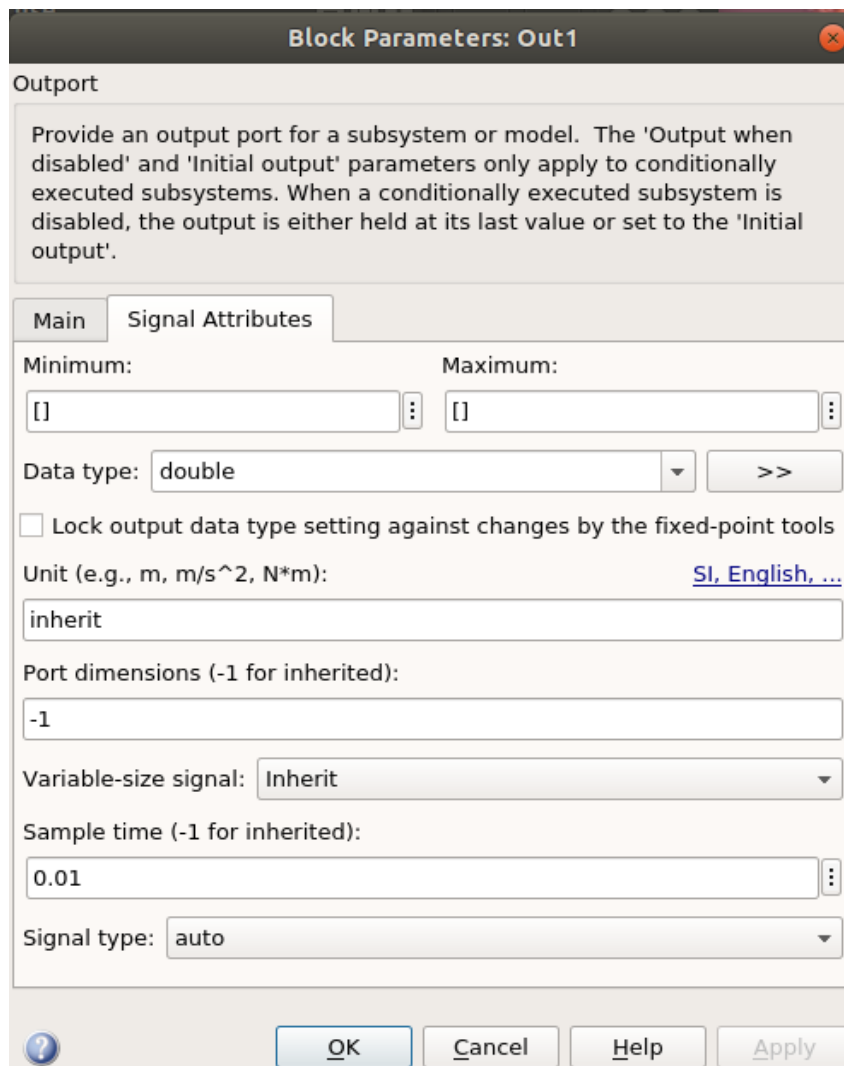 Block Parameters: Out1
Outport
Provide an output port for a subsystem or model. The 'Output when
disabled' and 'Initial output' parameters only apply to conditionally
executed subsystems. When a conditionally executed subsystem is
disabled, the output is either held at its last value or set to the 'Initial
output'.
Main Signal Attributes
Minimum: Maximum:
[] []
Data type: double >>
Lock output data type setting against changes by the fixed-point tools
Unit (e.g., m, m/s^2, N*m): SI, English, ...
inherit
Port dimensions (-1 for inherited):
-1
Variable-size signal: Inherit
Sample time (-1 for inherited):
0.01
Signal type: auto
OK Cancel Help Apply